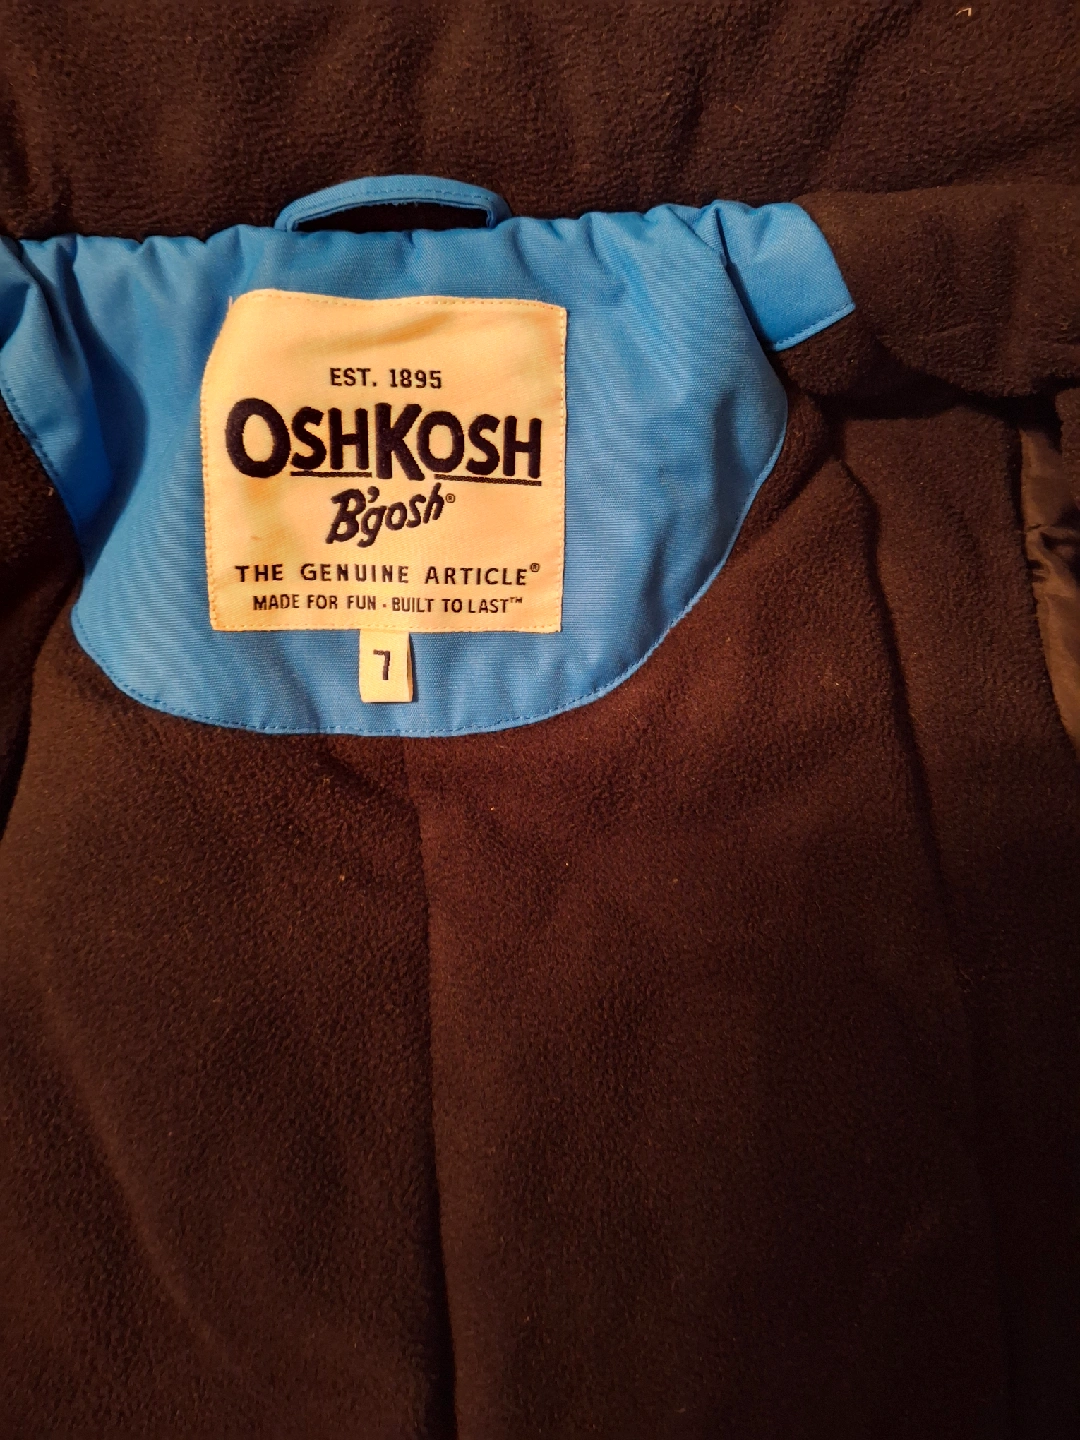 EST. 1895
OSHKOSH
B'gosh®
THE GENUINE ARTICLE®
MADE FOR FUN · BUILT TO LAST™
7